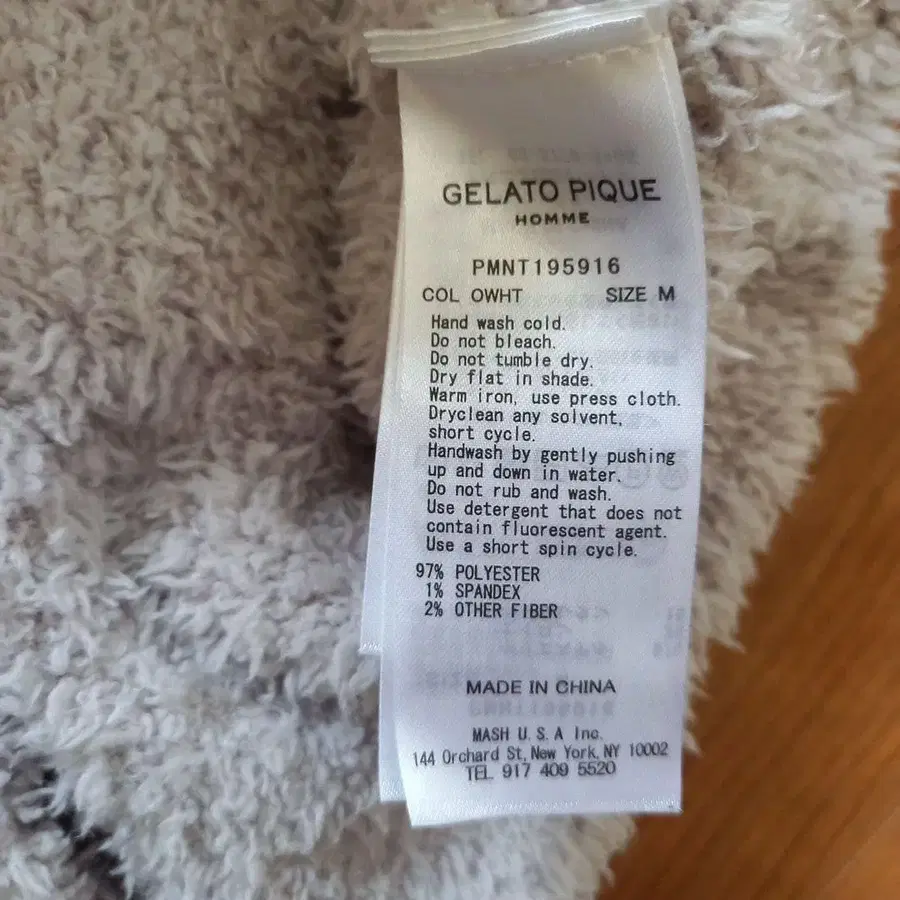 GELATO PIQUE
HOMME
PMNT195916
COL OWHT SIZE M
Hand wash cold.
Do not bleach.
Do not tumble dry.
Dry flat in shade.
Warm iron, use press cloth.
Dryclean any solvent,
short cycle.
Handwash by gently pushing
up and down in water.
Do not rub and wash.
Use detergent that does not
contain fluorescent agent.
Use a short spin cycle.
97% POLYESTER
1% SPANDEX
2% OTHER FIBER
MADE IN CHINA
MASH U.S.A Inc.
144 Orchard St, New York, NY 10002
TEL 917 409 5520